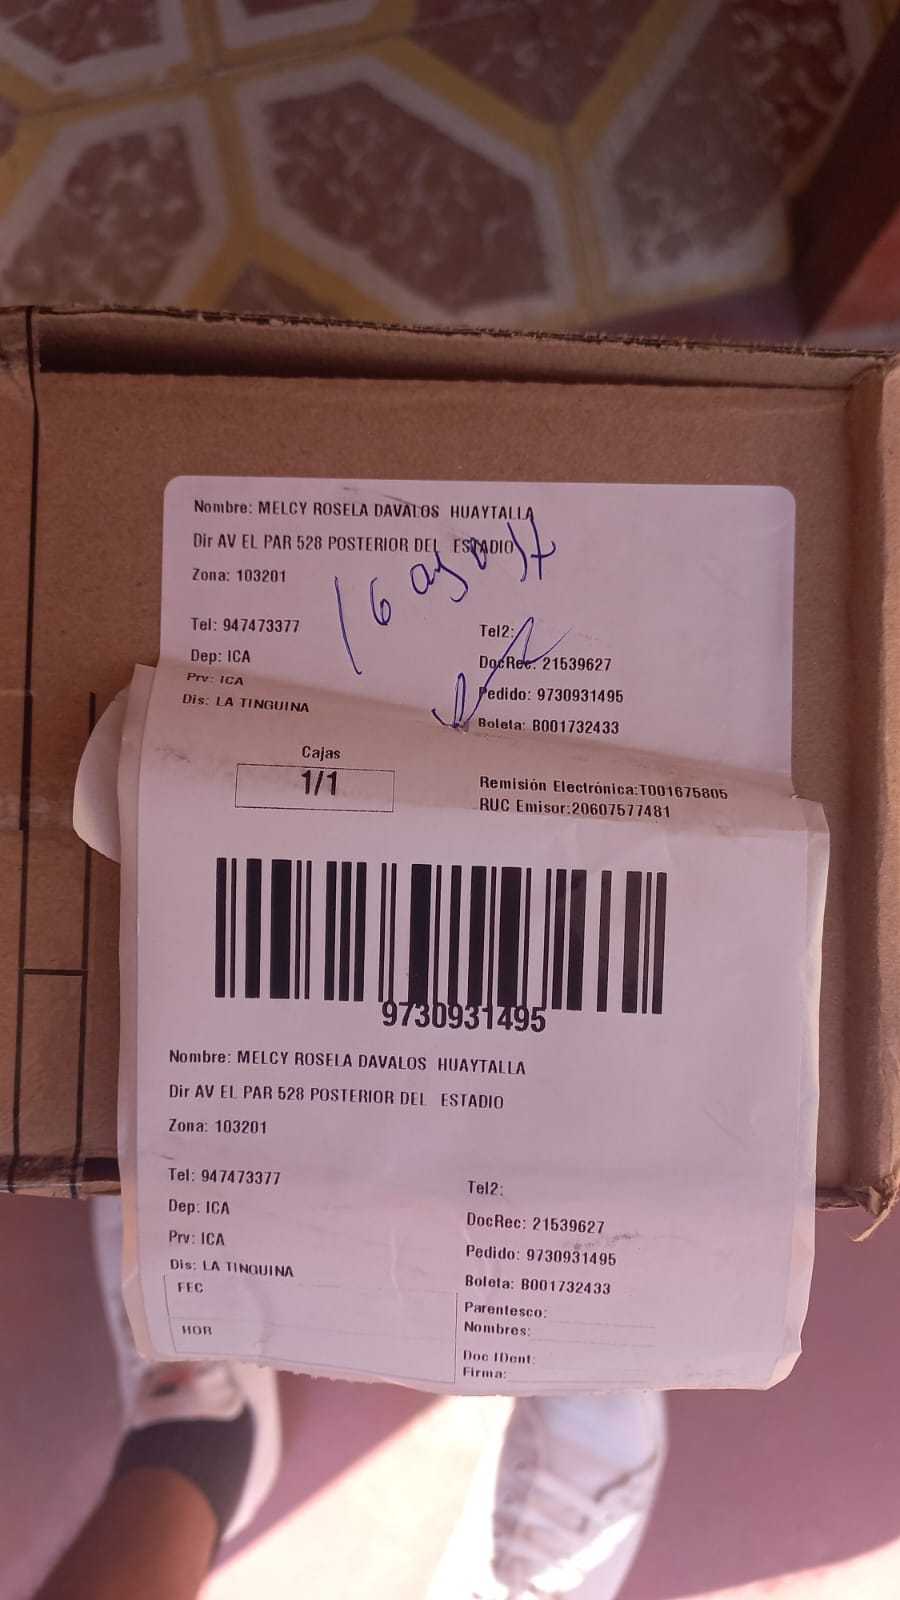 Nombre: MELCY ROSELA DAVALOS HUAYTALLA
Dir AV EL PAR 528 POSTERIOR DEL ESTADIO
Zona: 103201
16 agosto
Tel: 947473377
Tel2:
Dep: ICA
DocRec: 21539627
Prv: ICA
Pedido: 9730931495
Dis: LA TINGUINA
Boleta: B001732433
Cajas
1/1
Remisión Electrónica:T001675805
RUC Emisor:20607577481
9730931495
Nombre: MELCY ROSELA DAVALOS HUAYTALLA
Dir AV EL PAR 528 POSTERIOR DEL ESTADIO
Zona: 103201
Tel: 947473377
Tel2:
Dep: ICA
DocRec: 21539627
Prv: ICA
Pedido: 9730931495
Dis: LA TINGUINA
Boleta: B001732433
FEC
Parentesco:
Nombres:
HOR
Doc IDent:
Firma: